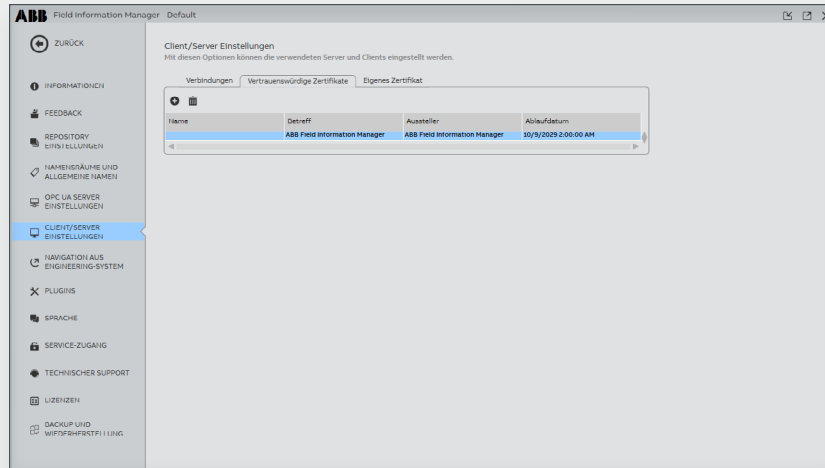 ABB Field Information Manager Default
ZURÜCK
INFORMATIONEN
FEEDBACK
REPOSITORY
EINSTELLUNGEN
NAMENSRÄUME UND
ALLGEMEINE NAMEN
OPC UA SERVER
EINSTELLUNGEN
CLIENT/SERVER
EINSTELLUNGEN
NAVIGATION AUS
ENGINEERING-SYSTEM
PLUGINS
SPRACHE
SERVICE-ZUGANG
TECHNISCHER SUPPORT
LIZENZEN
BACKUP UND
WIEDERHERSTELLUNG
Client/Server Einstellungen
Mit diesen Optionen können die verwendeten Server und Clients eingestellt werden.
Verbindungen Vertrauenswürdige Zertifikate Eigenes Zertifikat
Name Betreff Aussteller Ablaufdatum
ABB Field Information Manager ABB Field Information Manager 10/9/2029 2:00:00 AM